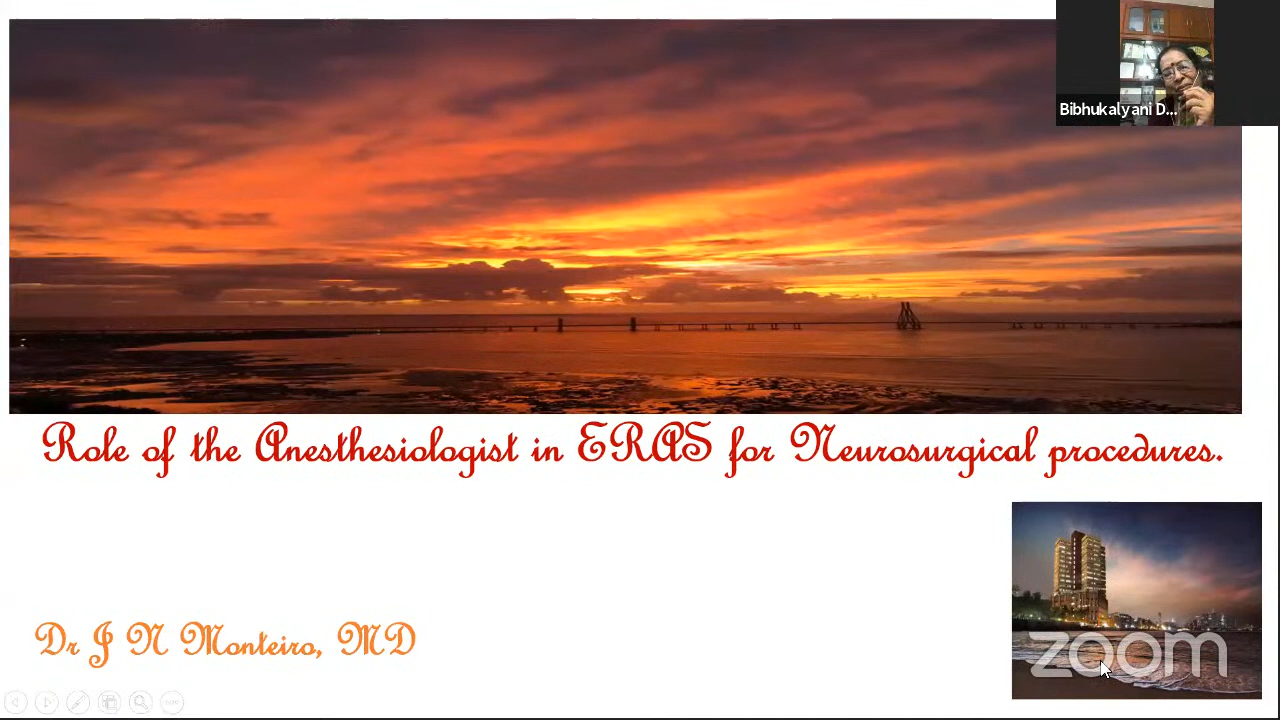 Bibhukalyani D...
Role of the Anesthesiologist in ERAS for Neurosurgical procedures.
Dr J N Monteiro, MD
zoom